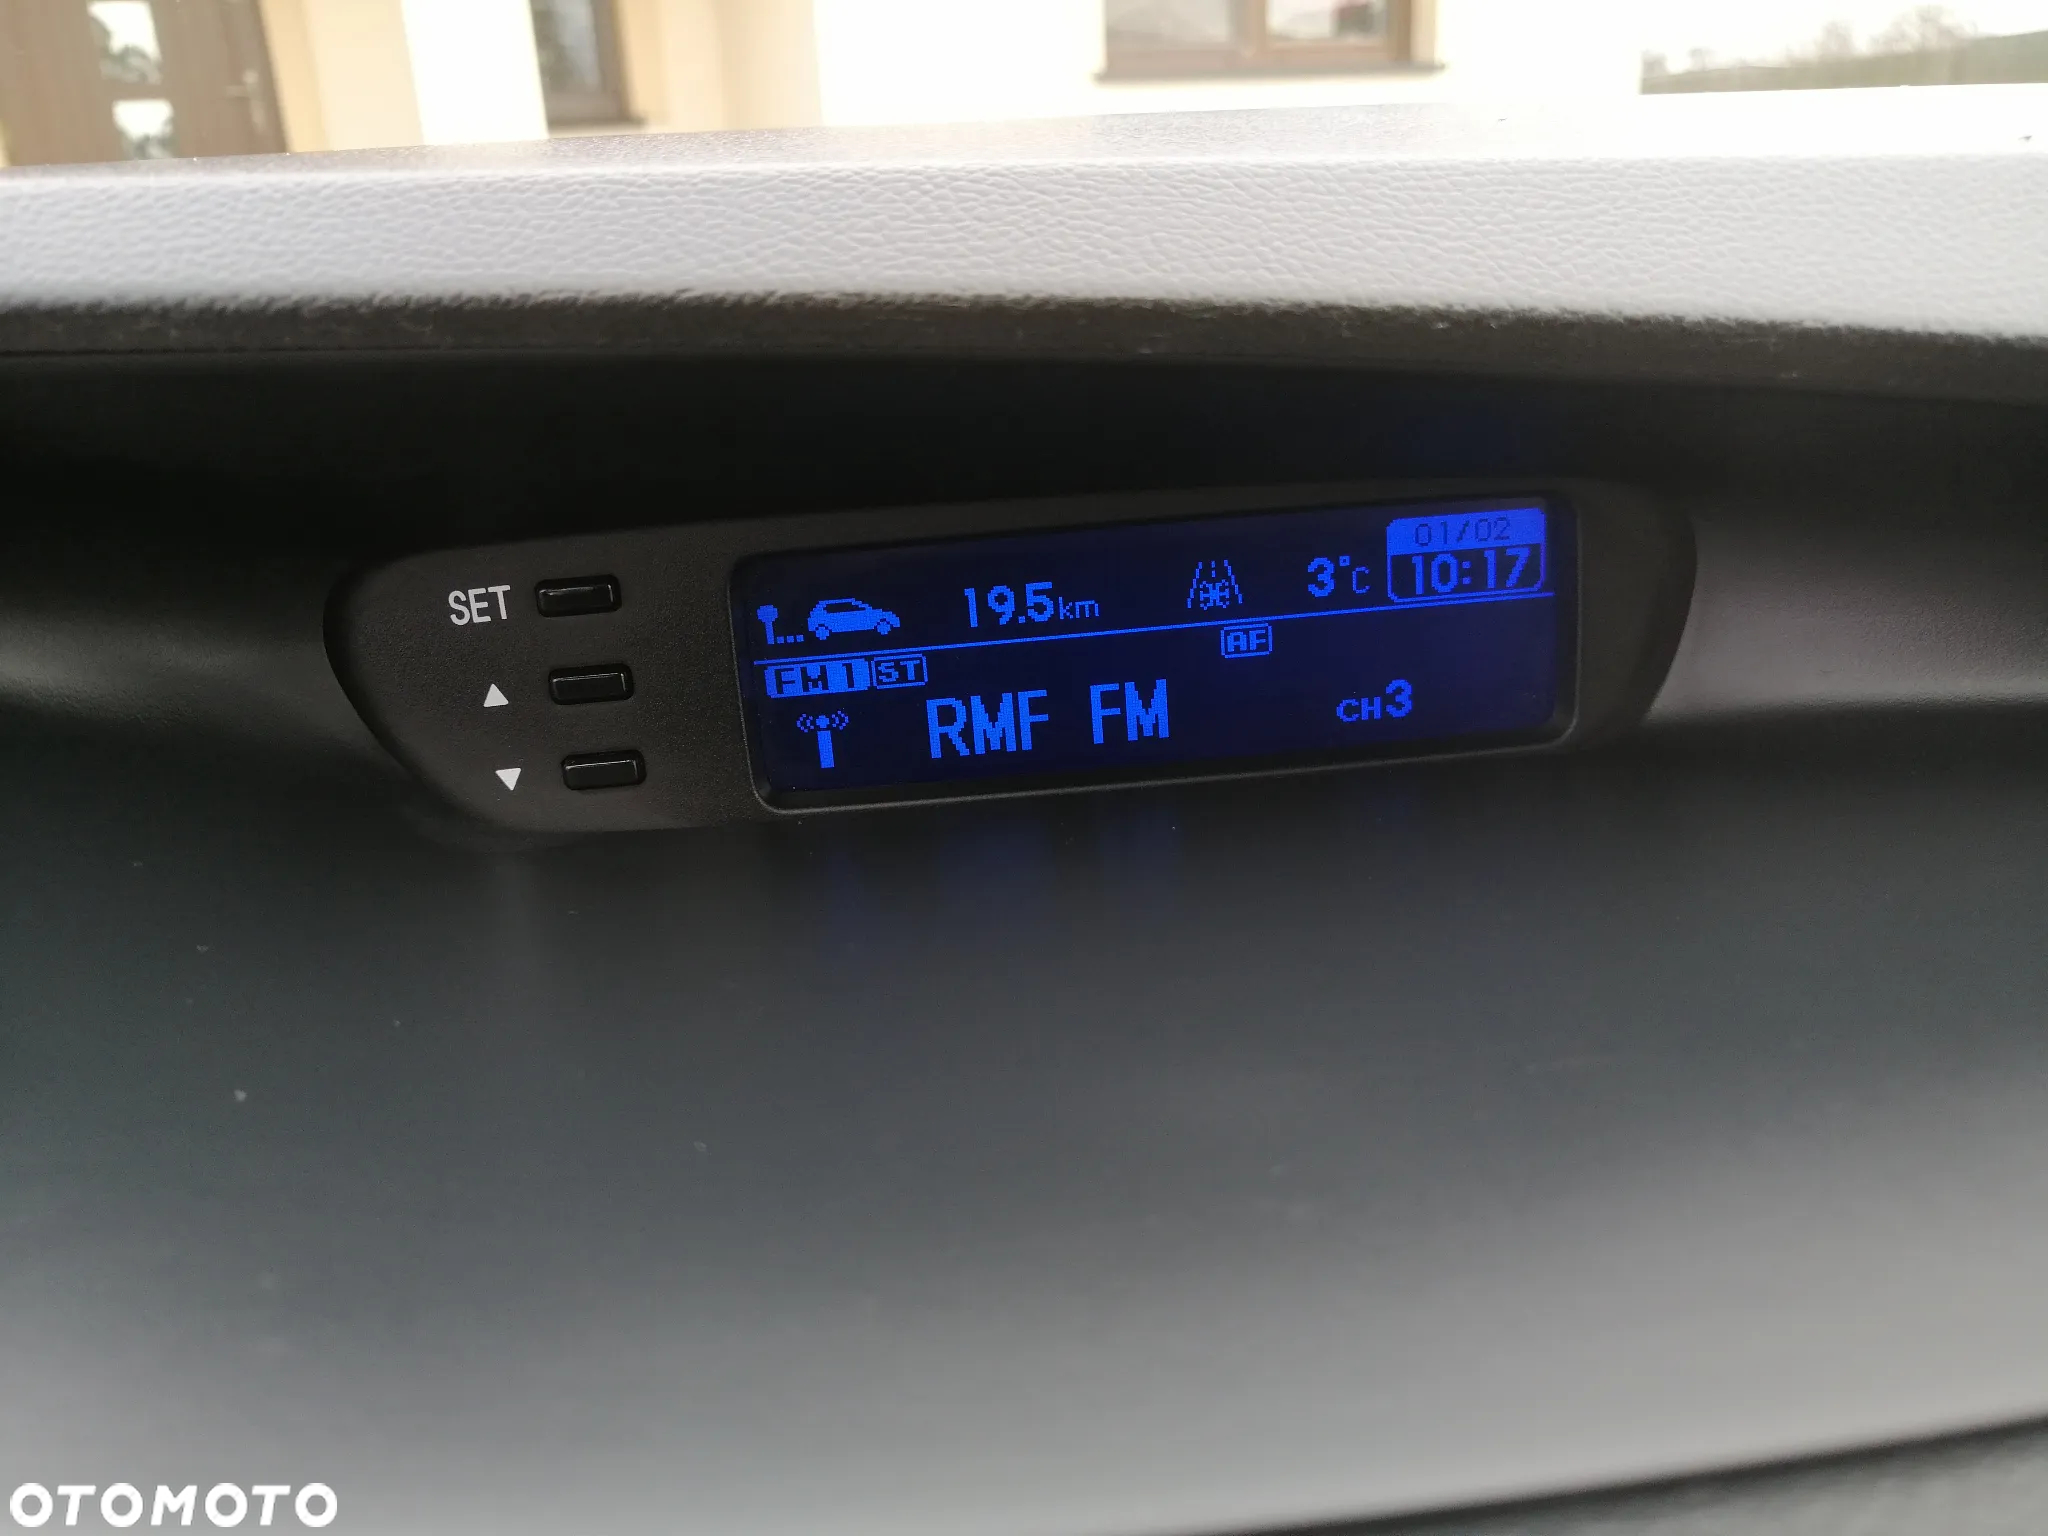 01/02
19.5km 3°C 10:17
SET
AF
FM1 ST
RMF FM CH3
OTOMOTO